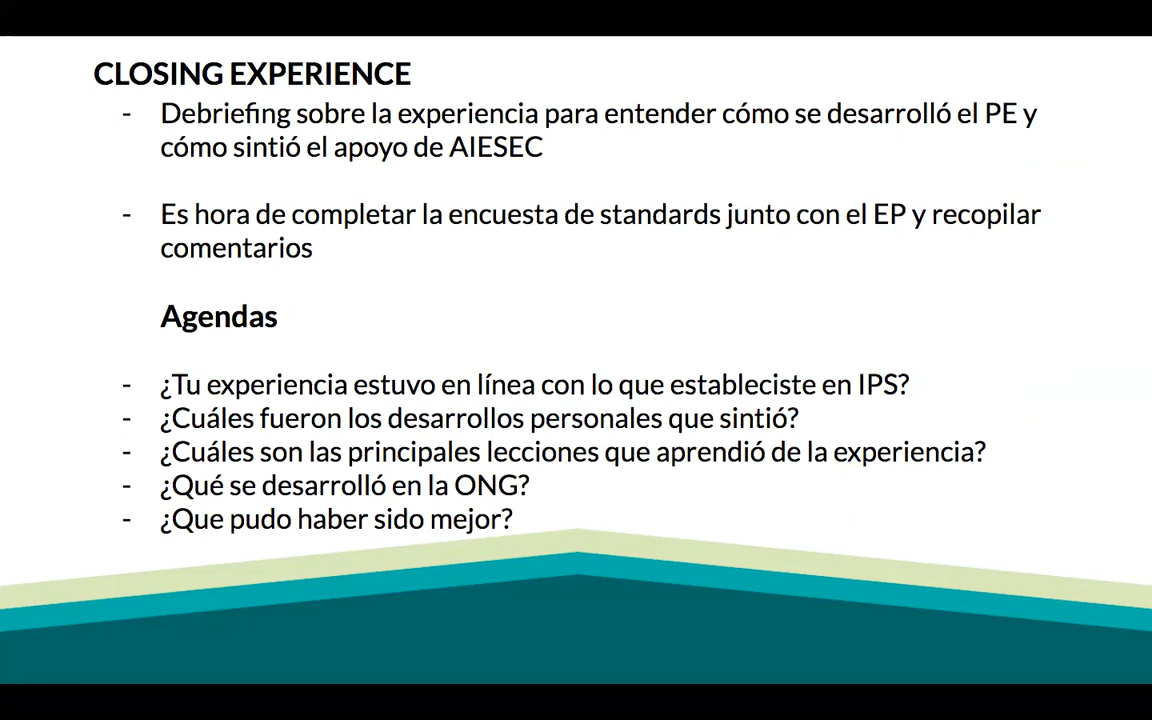 CLOSING EXPERIENCE
- Debriefing sobre la experiencia para entender cómo se desarrolló el PE y
cómo sintió el apoyo de AIESEC
- Es hora de completar la encuesta de standards junto con el EP y recopilar
comentarios
Agendas
- ¿Tu experiencia estuvo en línea con lo que estableciste en IPS?
- ¿Cuáles fueron los desarrollos personales que sintió?
- ¿Cuáles son las principales lecciones que aprendió de la experiencia?
- ¿Qué se desarrolló en la ONG?
- ¿Que pudo haber sido mejor?